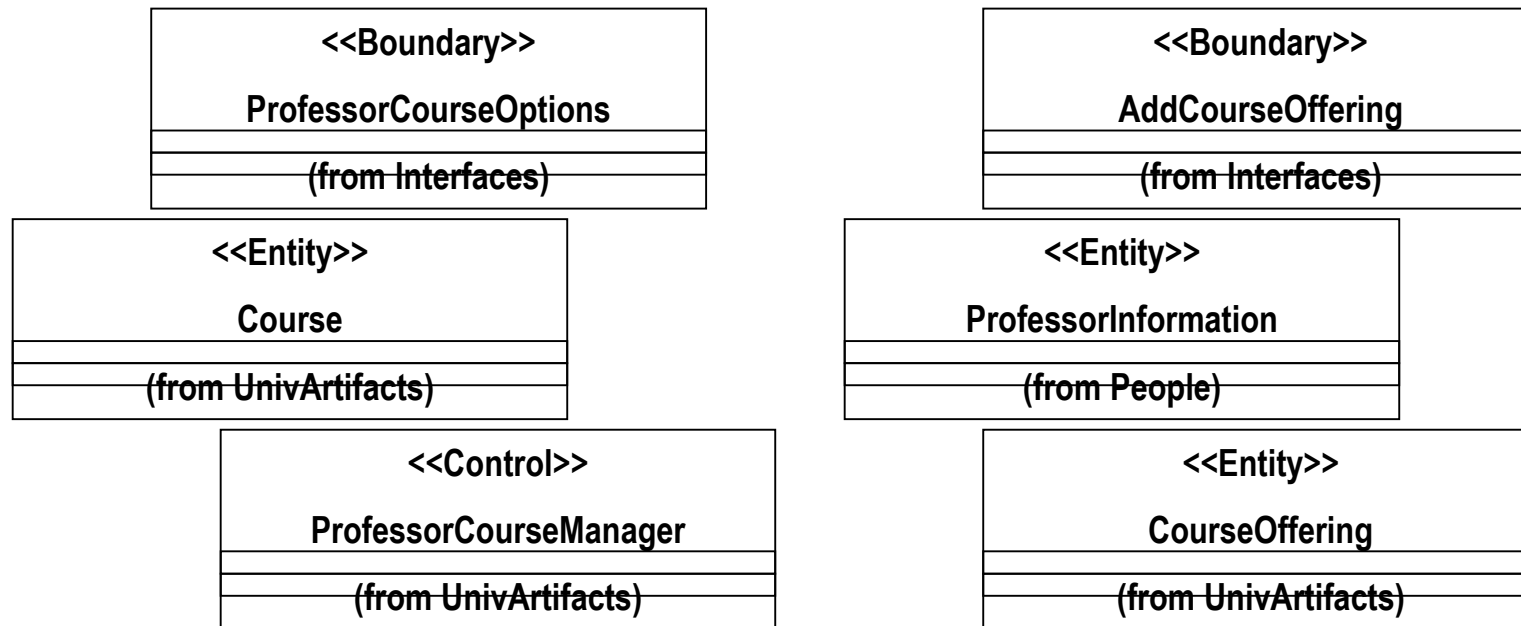 <<Boundary>>
ProfessorCourseOptions
(from Interfaces)
<<Boundary>>
AddCourseOffering
(from Interfaces)
<<Entity>>
Course
(from UnivArtifacts)
<<Entity>>
ProfessorInformation
(from People)
<<Control>>
ProfessorCourseManager
(from UnivArtifacts)
<<Entity>>
CourseOffering
(from UnivArtifacts)